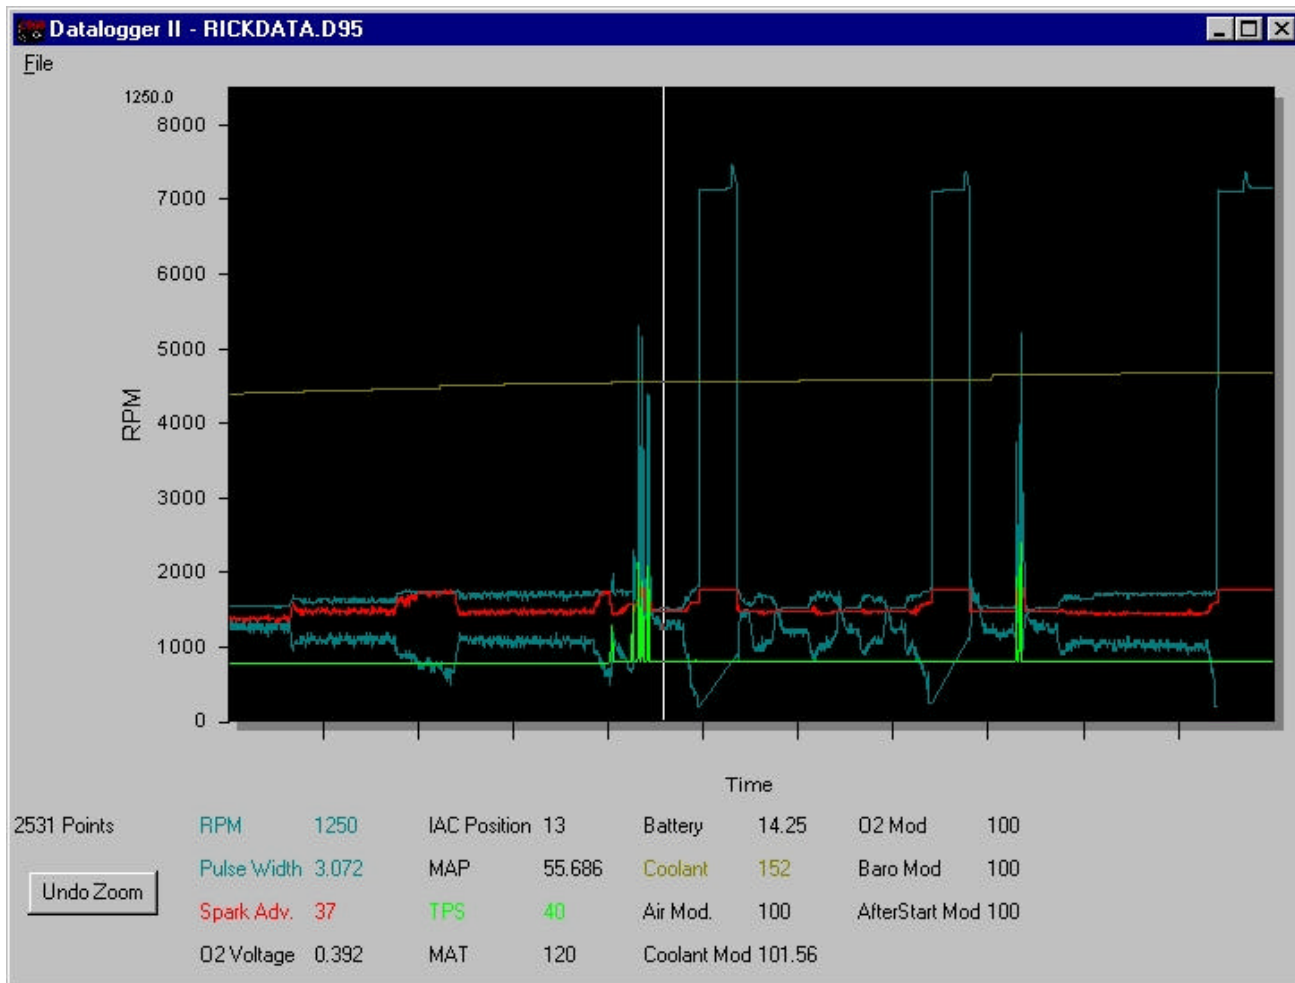 Datalogger II - RICKDATA.D95
File
1250.0
8000
7000
6000
5000
4000
3000
2000
1000
0
RPM
Time
2531 Points RPM 1250 IAC Position 13 Battery 14.25 O2 Mod 100
Pulse Width 3.072 MAP 55.686 Coolant 152 Baro Mod 100
Undo Zoom
Spark Adv. 37 TPS 40 Air Mod. 100 AfterStart Mod 100
O2 Voltage 0.392 MAT 120 Coolant Mod 101.56